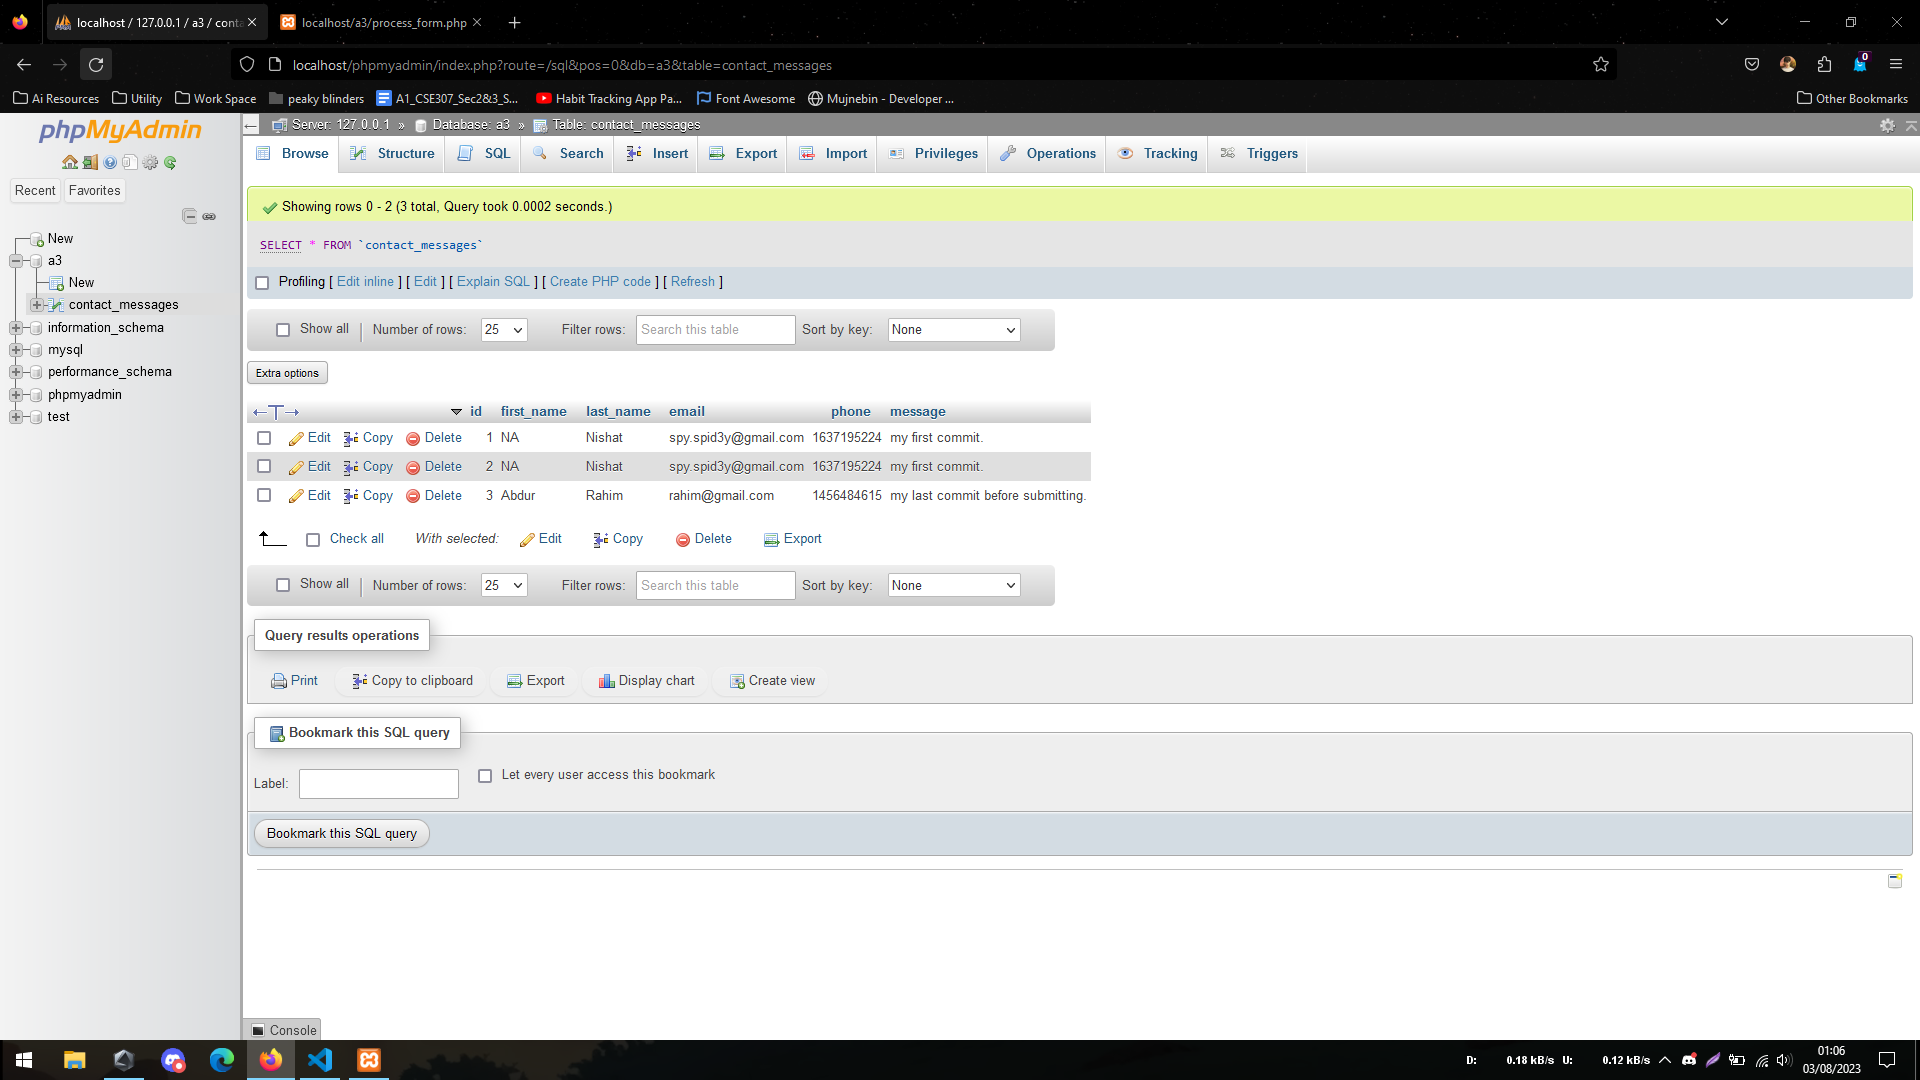 localhost / 127.0.0.1 / a3 / conta
localhost/a3/process_form.php
localhost/phpmyadmin/index.php?route=/sql&pos=0&db=a3&table=contact_messages
Ai Resources Utility Work Space peaky blinders A1_CSE307_Sec2&3_S... Habit Tracking App Pa... Font Awesome Mujnebin - Developer ... Other Bookmarks
0
phpMyAdmin
Recent Favorites
New
a3
New
contact_messages
information_schema
mysql
performance_schema
phpmyadmin
test
Server: 127.0.0.1 » Database: a3 » Table: contact_messages
Browse Structure SQL Search Insert Export Import Privileges Operations Tracking Triggers
Showing rows 0 - 2 (3 total, Query took 0.0002 seconds.)
SELECT * FROM `contact_messages`
Profiling [ Edit inline ] [ Edit ] [ Explain SQL ] [ Create PHP code ] [ Refresh ]
Show all Number of rows: 25 Filter rows: Search this table Sort by key: None
Extra options
id first_name last_name email phone message
Edit Copy Delete 1 NA Nishat spy.spid3y@gmail.com 1637195224 my first commit.
Edit Copy Delete 2 NA Nishat spy.spid3y@gmail.com 1637195224 my first commit.
Edit Copy Delete 3 Abdur Rahim rahim@gmail.com 1456484615 my last commit before submitting.
Check all With selected: Edit Copy Delete Export
Show all Number of rows: 25 Filter rows: Search this table Sort by key: None
Query results operations
Print Copy to clipboard Export Display chart Create view
Bookmark this SQL query
Label: Let every user access this bookmark
Bookmark this SQL query
Console
D: 0.18 kB/s U: 0.12 kB/s
01:06
03/08/2023